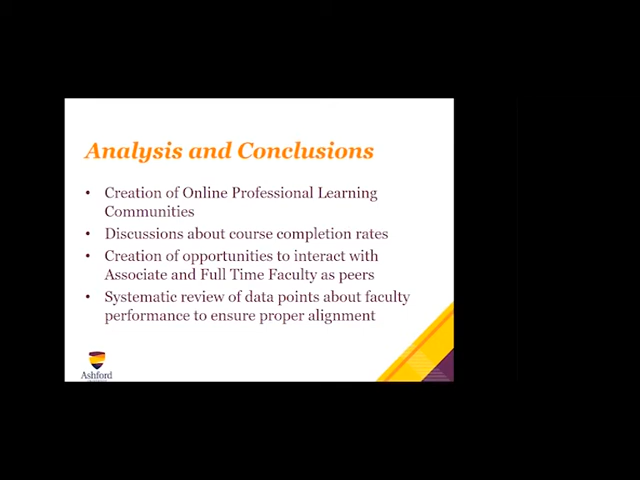 Analysis and Conclusions
• Creation of Online Professional Learning
Communities
• Discussions about course completion rates
• Creation of opportunities to interact with
Associate and Full Time Faculty as peers
• Systematic review of data points about faculty
performance to ensure proper alignment
Ashford